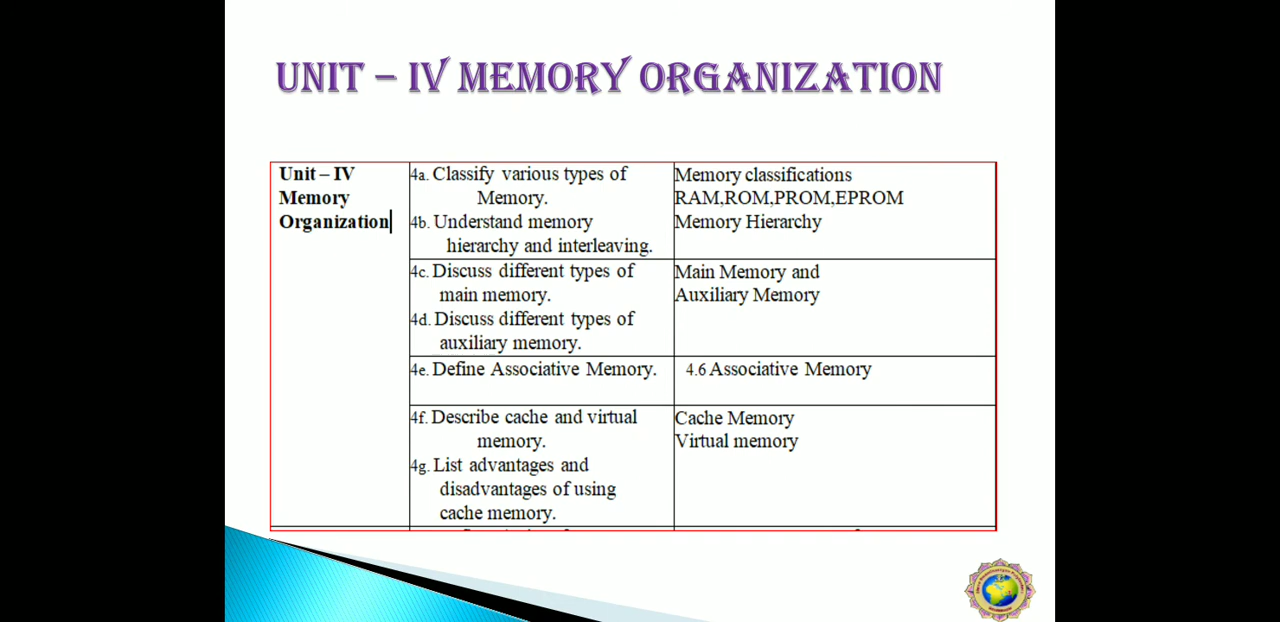 UNIT – IV MEMORY ORGANIZATION
Unit – IV
Memory
Organization
4a. Classify various types of
Memory.
4b. Understand memory
hierarchy and interleaving.
Memory classifications
RAM,ROM,PROM,EPROM
Memory Hierarchy
4c. Discuss different types of
main memory.
4d. Discuss different types of
auxiliary memory.
Main Memory and
Auxiliary Memory
4e. Define Associative Memory.
4.6 Associative Memory
4f. Describe cache and virtual
memory.
4g. List advantages and
disadvantages of using
cache memory.
Cache Memory
Virtual memory